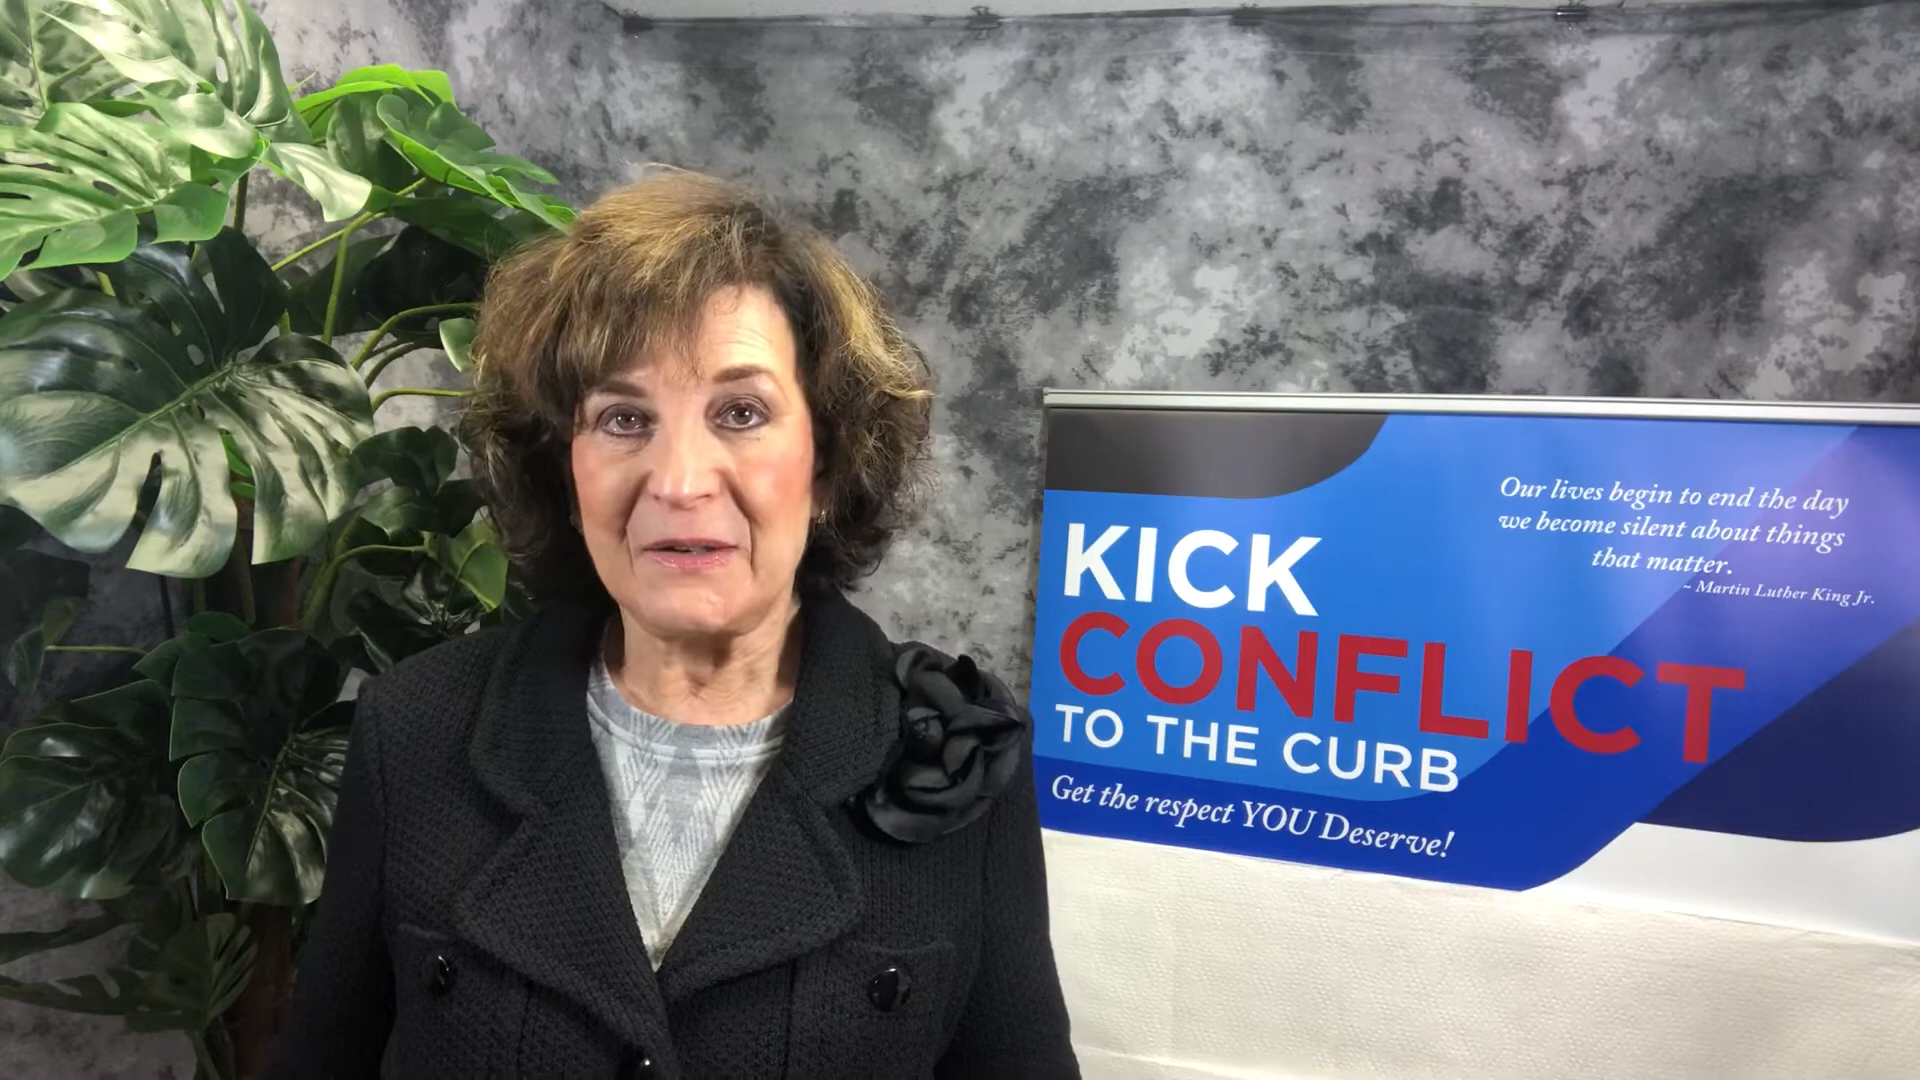 Our lives begin to end the day
we become silent about things
that matter.
~ Martin Luther King Jr.
KICK
CONFLICT
TO THE CURB
Get the respect YOU Deserve!